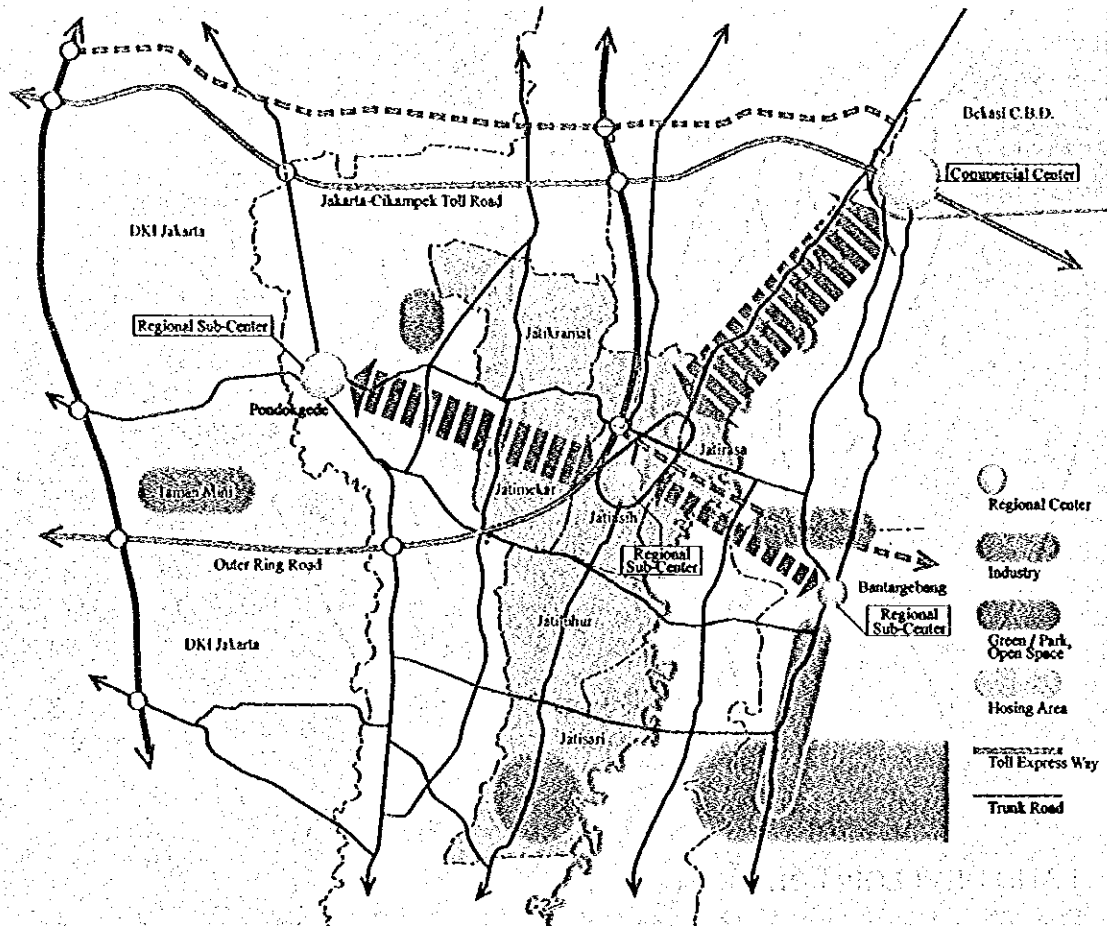 Bekasi C.B.D.
Commercial Center
Jakarta-Cikampek Toll Road
DKI Jakarta
Regional Sub-Center
Jatikramat
Pondokgede
Jatirasa
Taman Mini
Jatimekar
Jatiasih
Regional Center
Outer Ring Road
Regional
Sub-Center
Industry
Bantargebang
Regional
Sub-Center
Jatiluhur
DKI Jakarta
Green / Park,
Open Space
Hosing Area
Jatisari
Toll Express Way
Trunk Road